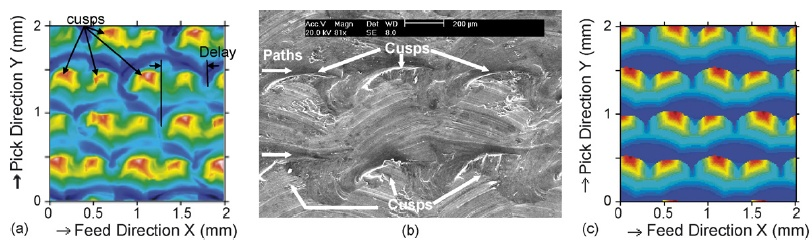 cusps
Delay
2
1
0
→ Pick Direction Y (mm)
0 0.5 1 1.5 2
(a) → Feed Direction X (mm)
Acc.V Magn Det WD 200 µm
20.0 kV 81x SE 8.0
Paths
Cusps
Cusps
(b)
2
1
0
→ Pick Direction Y (mm)
0 0.5 1 1.5 2
(c) → Feed Direction X (mm)